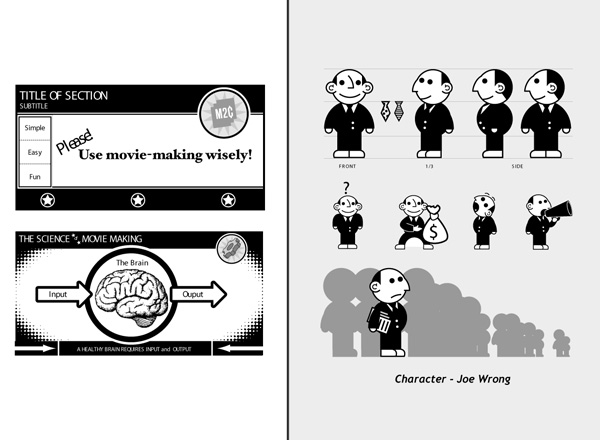 TITLE OF SECTION
SUBTITLE
M2C
Simple
Easy
Fun
Please!
Use movie-making wisely!
THE SCIENCE of MOVIE MAKING
The Brain
Input
Ouput
A HEALTHY BRAIN REQUIRES INPUT and OUTPUT
FRONT
1/3
SIDE
?
$
Character - Joe Wrong